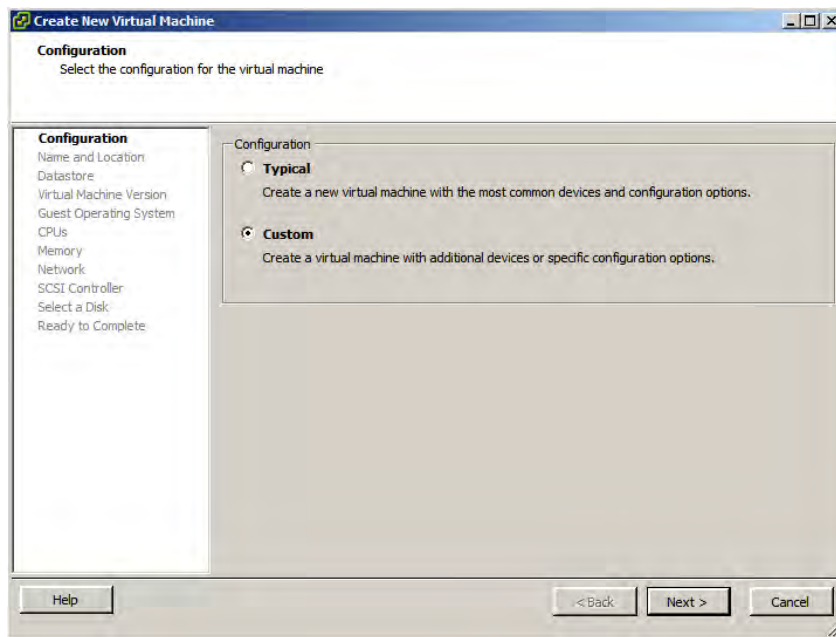 Create New Virtual Machine
Configuration
Select the configuration for the virtual machine
Configuration
Name and Location
Datastore
Virtual Machine Version
Guest Operating System
CPUs
Memory
Network
SCSI Controller
Select a Disk
Ready to Complete
Configuration
Typical
Create a new virtual machine with the most common devices and configuration options.
Custom
Create a virtual machine with additional devices or specific configuration options.
Help
< Back
Next >
Cancel